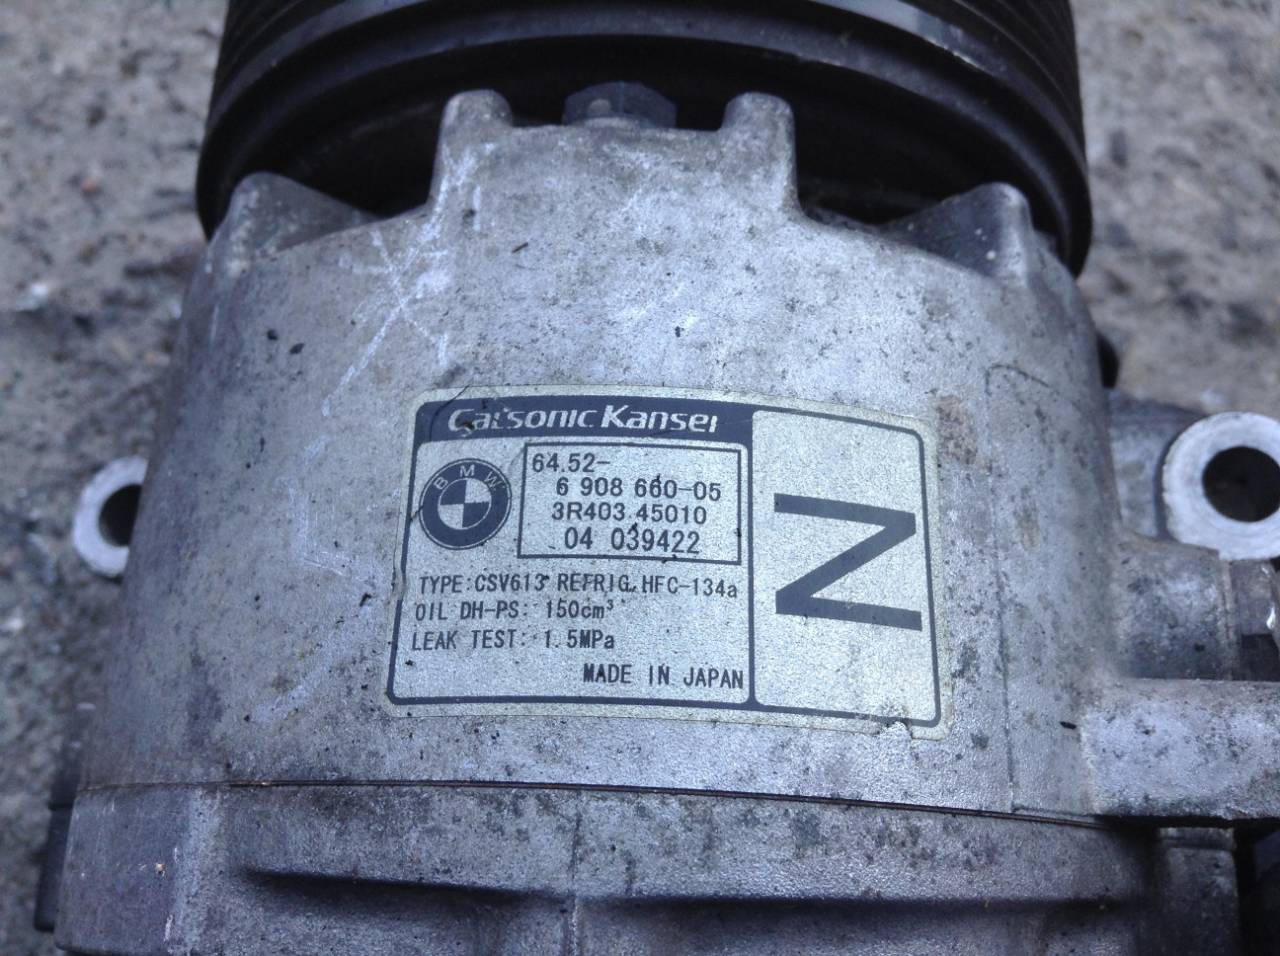 Calsonic Kansei
BMW
64.52-
6 908 660-05
3R403 45010
04 039422
TYPE:CSV613 REFRIG.HFC-134a
OIL DH-PS: 150cm³
LEAK TEST: 1.5MPa
MADE IN JAPAN
Z